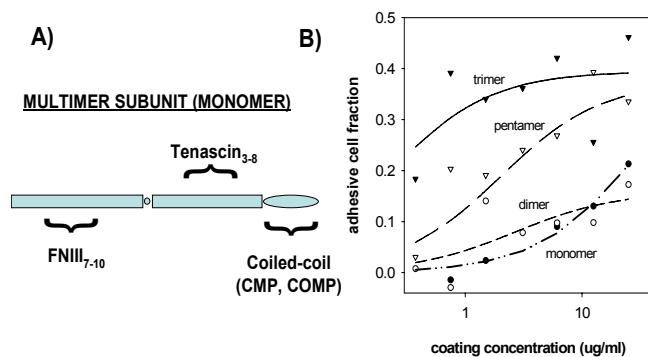 A)
MULTIMER SUBUNIT (MONOMER)
Tenascin3-8
FNIII7-10
Coiled-coil
(CMP, COMP)
B)
adhesive cell fraction
0.5
0.4
0.3
0.2
0.1
0.0
trimer
pentamer
dimer
monomer
1
10
coating concentration (ug/ml)